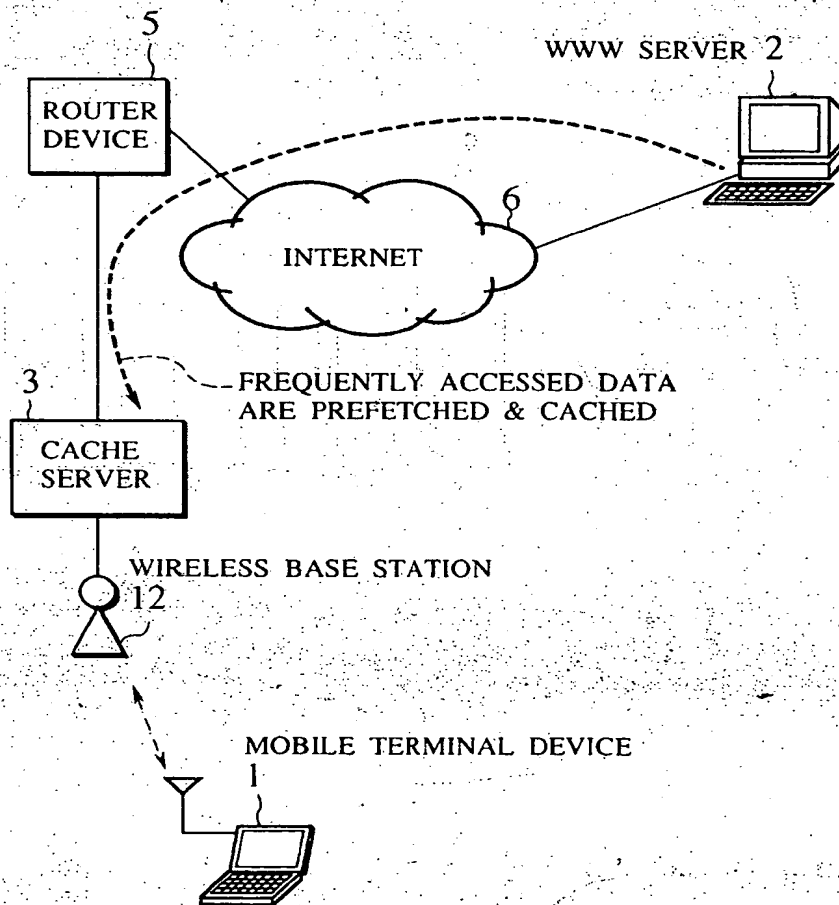 5
WWW SERVER 2
ROUTER
DEVICE
6
INTERNET
FREQUENTLY ACCESSED DATA
ARE PREFETCHED & CACHED
3
CACHE
SERVER
WIRELESS BASE STATION
12
MOBILE TERMINAL DEVICE
1